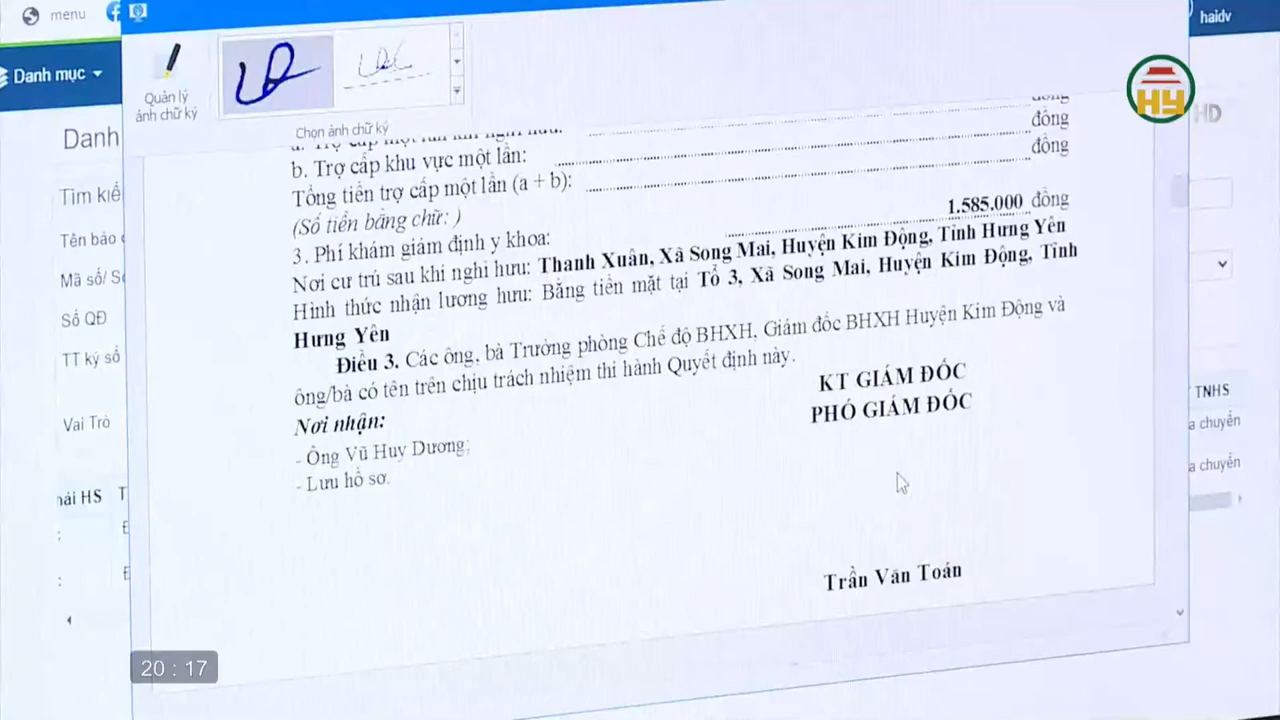 menu
haidv
Danh mục
Quản lý
ảnh chữ ký
Chọn ảnh chữ ký
HY
HD
Danh
Tìm kiế
Tên báo
Mã số/ Số
Số QĐ
TT ký số
Vai Trò
đồng
b. Trợ cấp khu vực một lần:
đồng
Tổng tiền trợ cấp một lần (a + b):
đồng
(Số tiền bằng chữ: )
3. Phí khám giám định y khoa:
1.585.000 đồng
Nơi cư trú sau khi nghỉ hưu: Thanh Xuân, Xã Song Mai, Huyện Kim Động, Tỉnh Hưng Yên
Hình thức nhận lương hưu: Bằng tiền mặt tại Tổ 3, Xã Song Mai, Huyện Kim Động, Tỉnh
Hưng Yên
Điều 3. Các ông, bà Trưởng phòng Chế độ BHXH, Giám đốc BHXH Huyện Kim Động và
ông/bà có tên trên chịu trách nhiệm thi hành Quyết định này.
KT GIÁM ĐỐC
PHÓ GIÁM ĐỐC
Nơi nhận:
- Ông Vũ Huy Dương;
- Lưu hồ sơ.
Trần Văn Toán
TNHS
a chuyển
a chuyển
hái HS
20 : 17